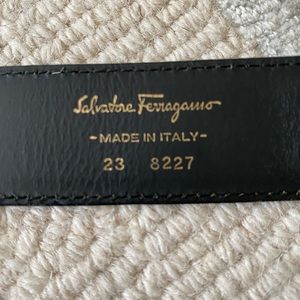 Salvatore Ferragamo
-MADE IN ITALY-
23 8227